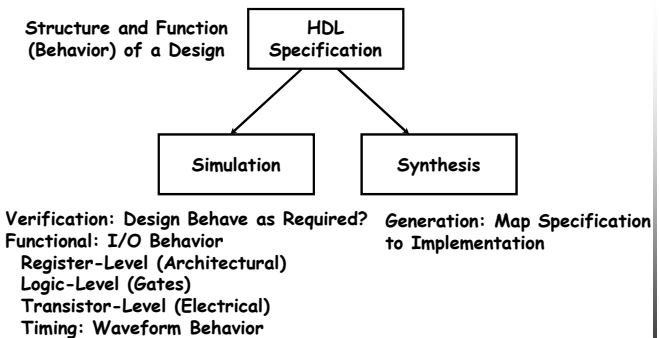 Structure and Function
(Behavior) of a Design
HDL
Specification
Simulation
Synthesis
Verification: Design Behave as Required?
Functional: I/O Behavior
Register-Level (Architectural)
Logic-Level (Gates)
Transistor-Level (Electrical)
Timing: Waveform Behavior
Generation: Map Specification
to Implementation